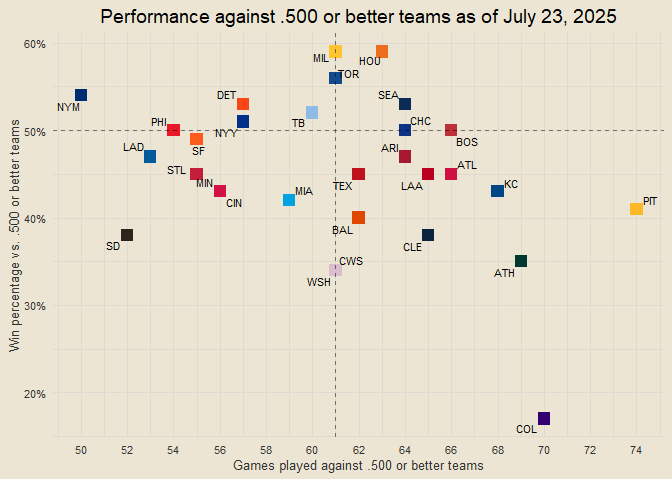 Performance against .500 or better teams as of July 23, 2025
60%
MIL
HOU
TOR
NYM
DET
SEA
TB
PHI
NYY
CHC
50%
BOS
SF
LAD
ARI
STL
MIN
TEX
LAA
ATL
CIN
MIA
KC
PIT
40%
BAL
SD
CLE
CWS
WSH
ATH
30%
20%
COL
Win percentage vs. .500 or better teams
50 52 54 56 58 60 62 64 66 68 70 72 74
Games played against .500 or better teams